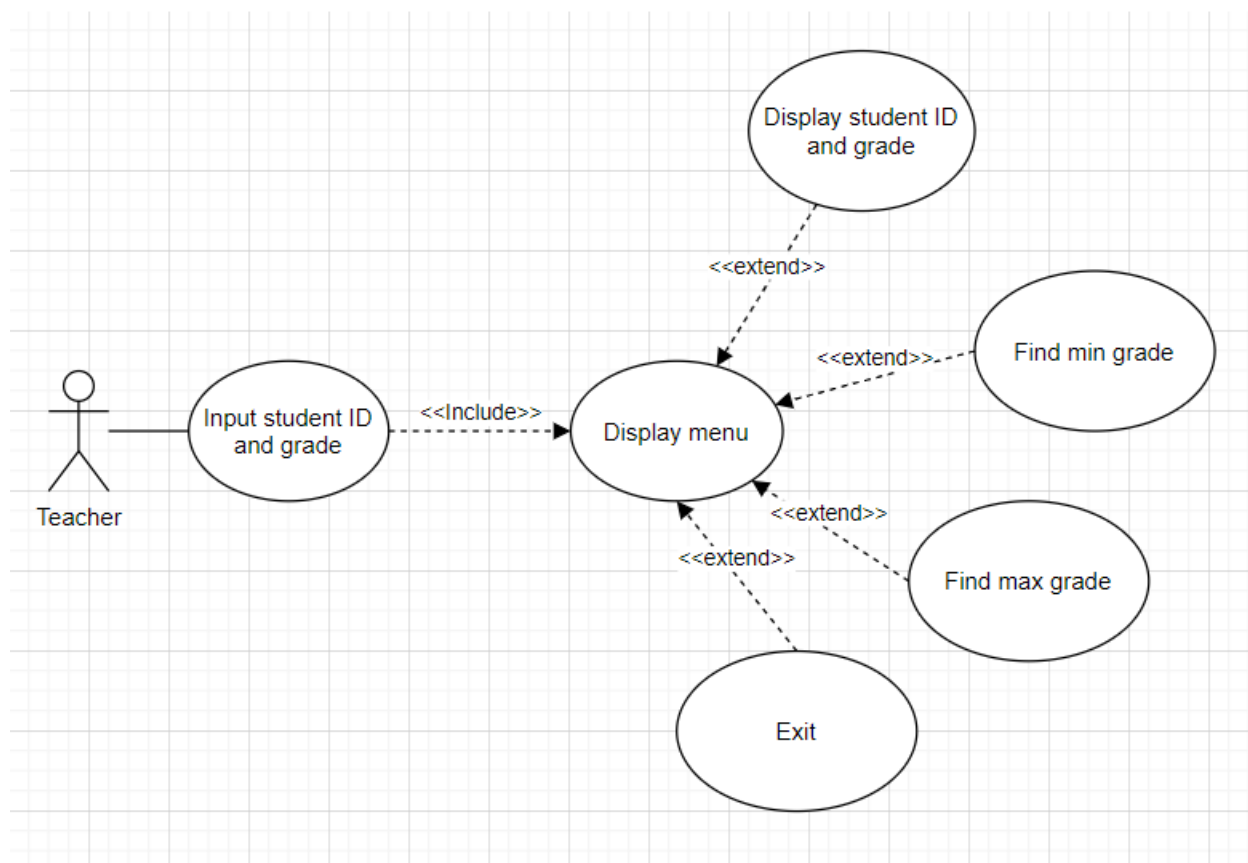 Display student ID
and grade
<<extend>>
Find min grade
<<extend>>
Input student ID
and grade
<<Include>>
Display menu
Teacher
<<extend>>
<<extend>>
Find max grade
Exit